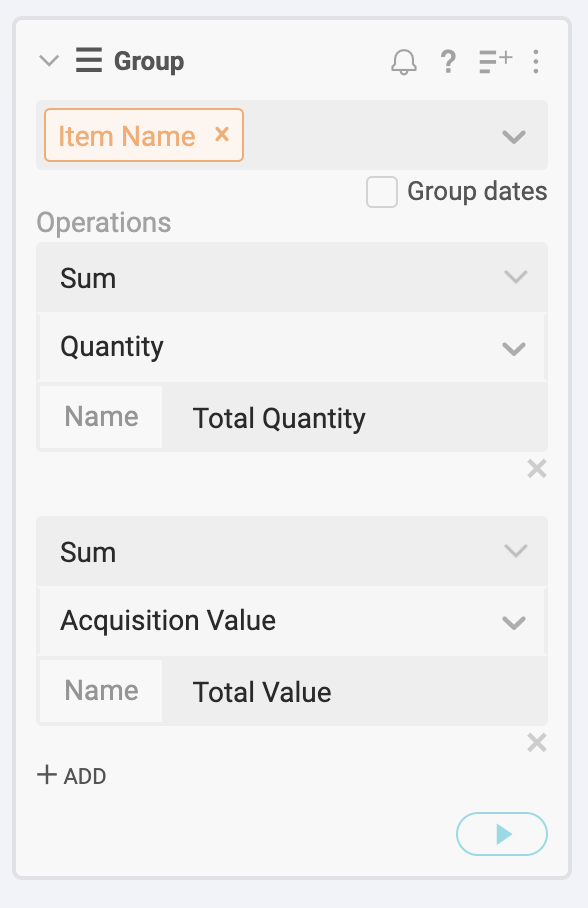 Group ?
Item Name ×
Group dates
Operations
Sum
Quantity
Name Total Quantity
Sum
Acquisition Value
Name Total Value
+ ADD